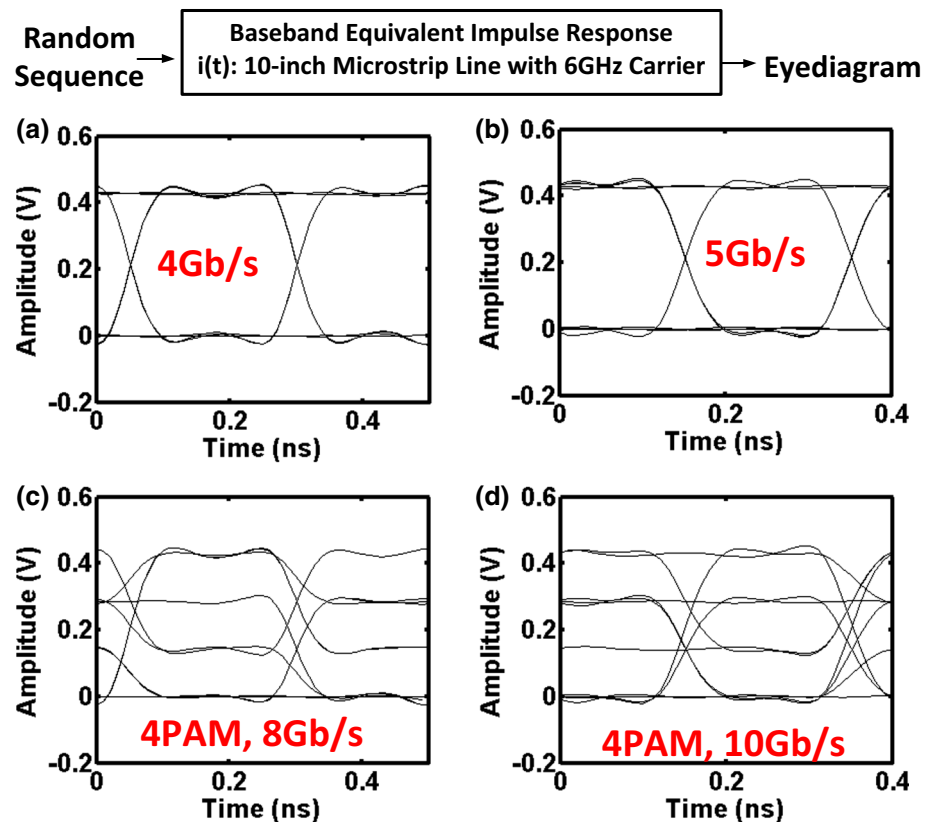 Random
Sequence
Baseband Equivalent Impulse Response
i(t): 10-inch Microstrip Line with 6GHz Carrier
Eyediagram
(a)
0.6
0.4
0.2
0
-0.2
Amplitude (V)
4Gb/s
0
0.2
0.4
Time (ns)
(b)
0.6
0.4
0.2
0
-0.2
Amplitude (V)
5Gb/s
0
0.2
0.4
Time (ns)
(c)
0.6
0.4
0.2
0
-0.2
Amplitude (V)
4PAM, 8Gb/s
0
0.2
0.4
Time (ns)
(d)
0.6
0.4
0.2
0
-0.2
Amplitude (V)
4PAM, 10Gb/s
0
0.2
0.4
Time (ns)